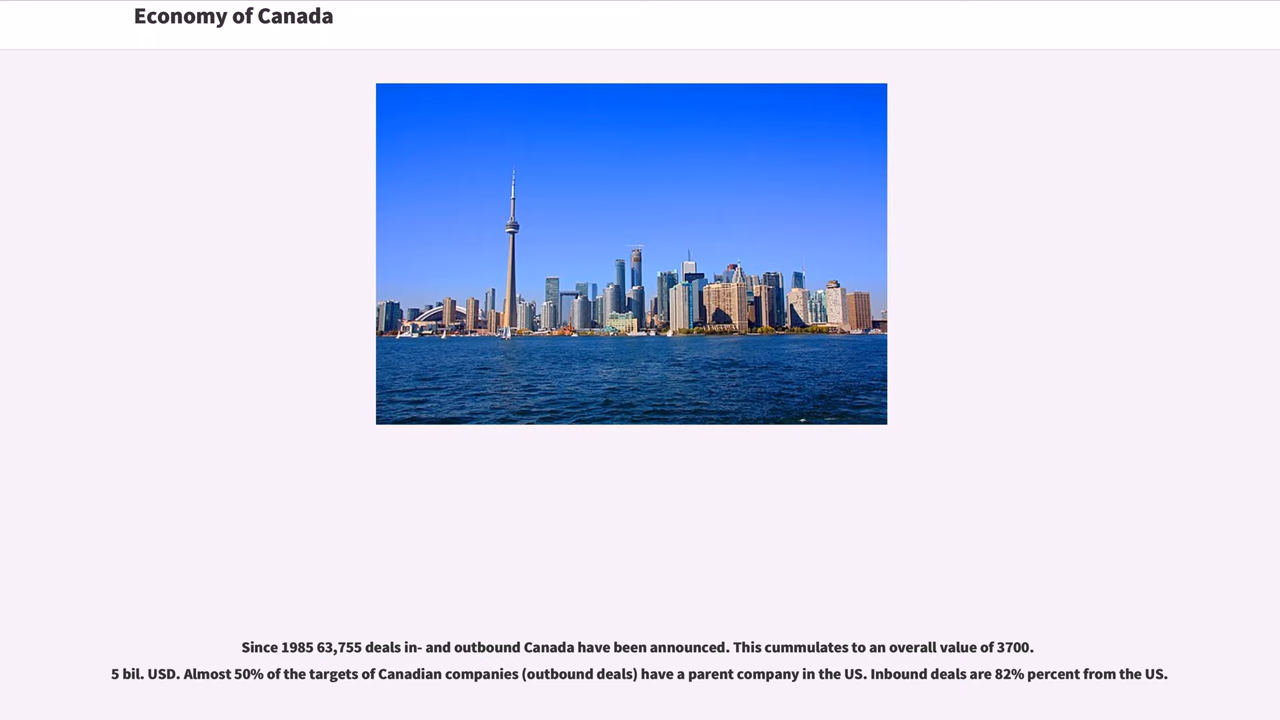 Economy of Canada
Since 1985 63,755 deals in- and outbound Canada have been announced. This cummulates to an overall value of 3700.
5 bil. USD. Almost 50% of the targets of Canadian companies (outbound deals) have a parent company in the US. Inbound deals are 82% percent from the US.